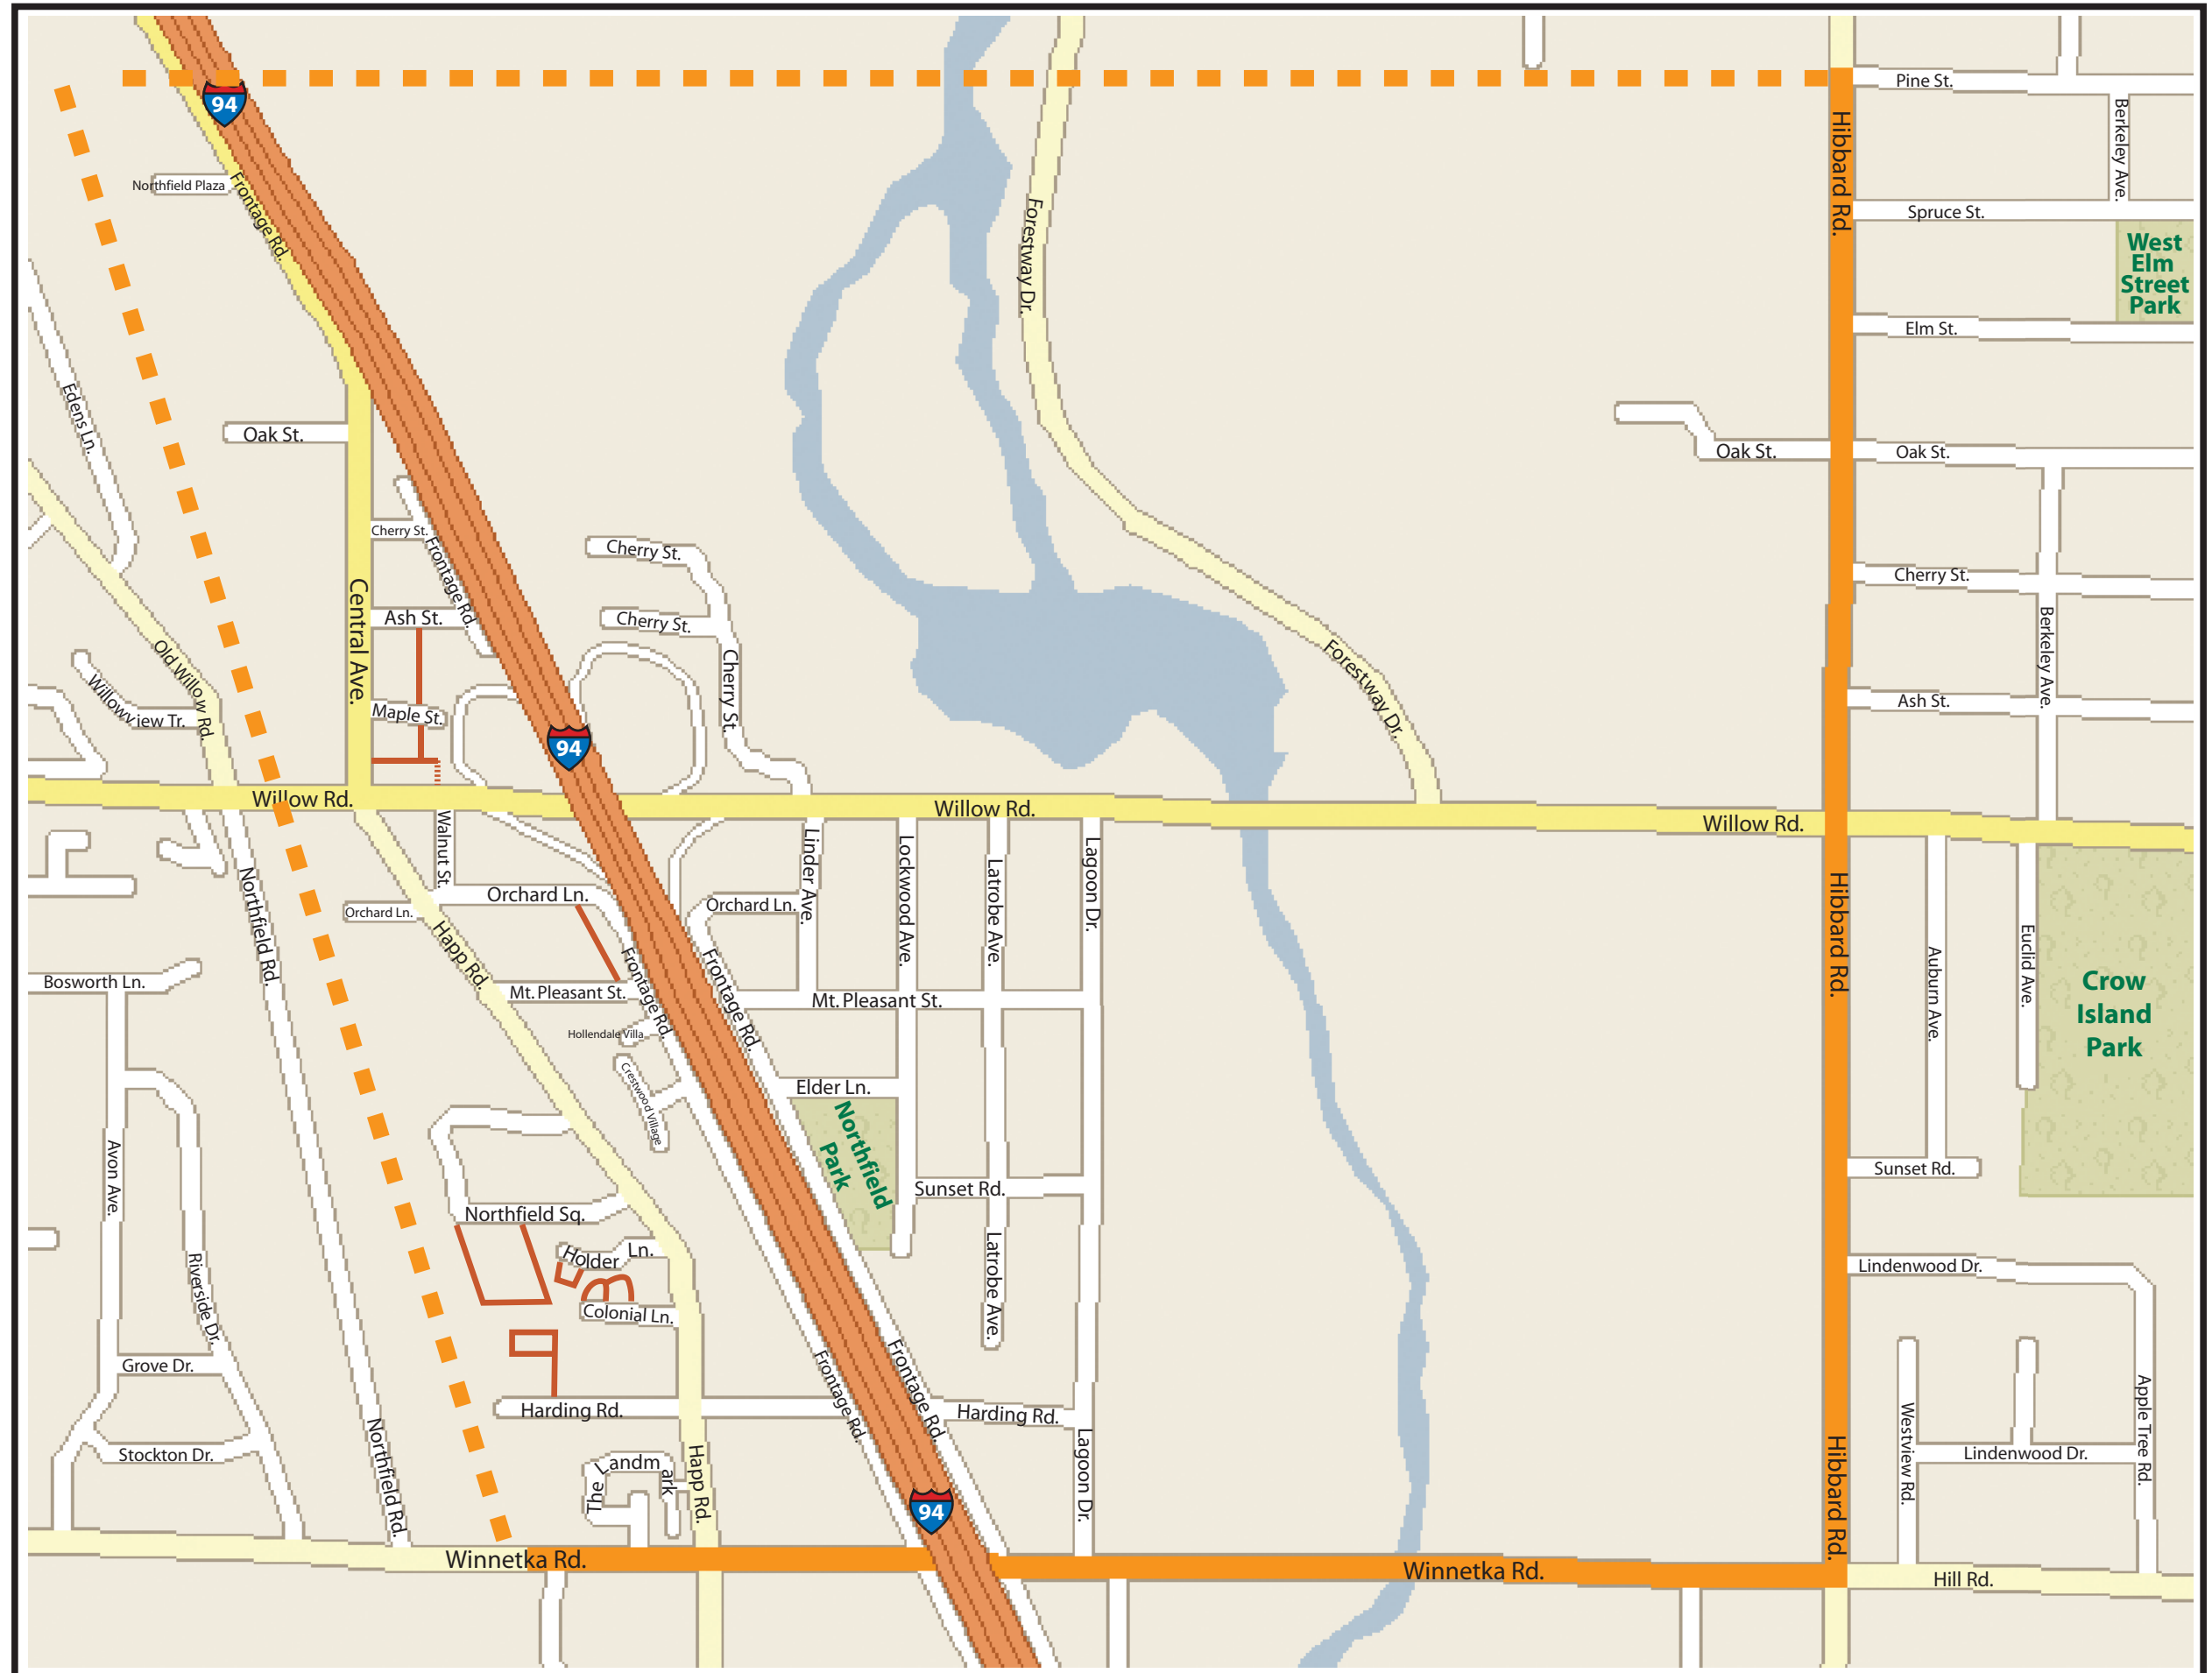 Pine St.
94
Hibbard Rd.
Berkeley Ave.
Northfield Plaza
Frontage Rd.
Spruce St.
Forestway Dr.
West
Elm
Street
Park
Elm St.
Edens Ln.
Oak St.
Oak St.
Oak St.
Cherry St.
Frontage Rd.
Cherry St.
Cherry St.
Central Ave.
Ash St.
Cherry St.
Cherry St.
Berkeley Ave.
Old Willow Rd.
Willowview Tr.
Maple St.
Forestway Dr.
Ash St.
94
Willow Rd.
Willow Rd.
Willow Rd.
Walnut St.
Linder Ave.
Lockwood Ave.
Latrobe Ave.
Lagoon Dr.
Northfield Rd.
Orchard Ln.
Orchard Ln.
Orchard Ln.
Happ Rd.
Hibbard Rd.
Auburn Ave.
Euclid Ave.
Crow
Island
Park
Bosworth Ln.
Mt. Pleasant St.
Frontage Rd.
Frontage Rd.
Mt. Pleasant St.
Hollendale Villa
Crestwood Village
Elder Ln.
Northfield
Park
Avon Ave.
Sunset Rd.
Sunset Rd.
Northfield Sq.
Holder Ln.
Latrobe Ave.
Lindenwood Dr.
Riverside Dr.
Colonial Ln.
Grove Dr.
Frontage Rd.
Frontage Rd.
Harding Rd.
Harding Rd.
Westview Rd.
Apple Tree Rd.
Stockton Dr.
Northfield Rd.
The Landmark
Happ Rd.
Lagoon Dr.
Hibbard Rd.
Lindenwood Dr.
94
Winnetka Rd.
Winnetka Rd.
Hill Rd.